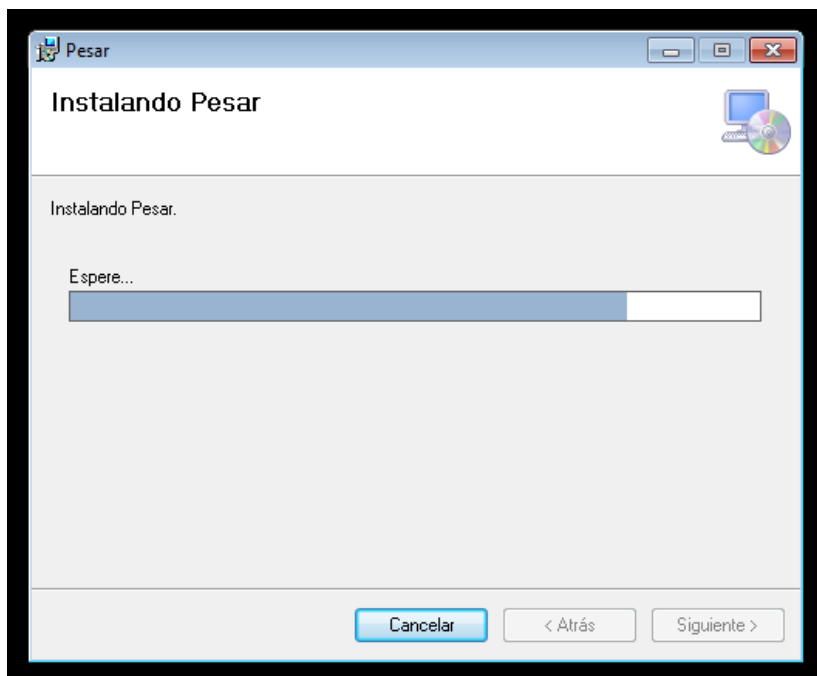 Pesar
Instalando Pesar
Instalando Pesar.
Espere...
Cancelar
< Atrás
Siguiente >